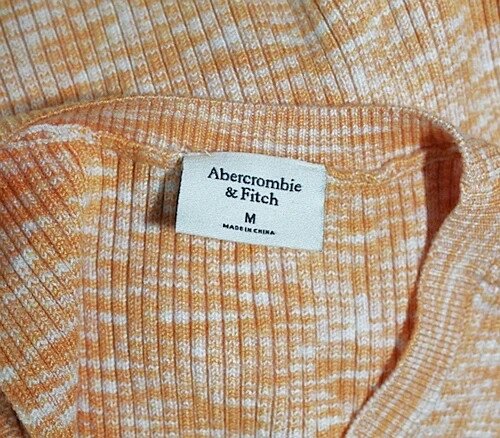 Abercrombie
& Fitch
M
MADE IN CHINA